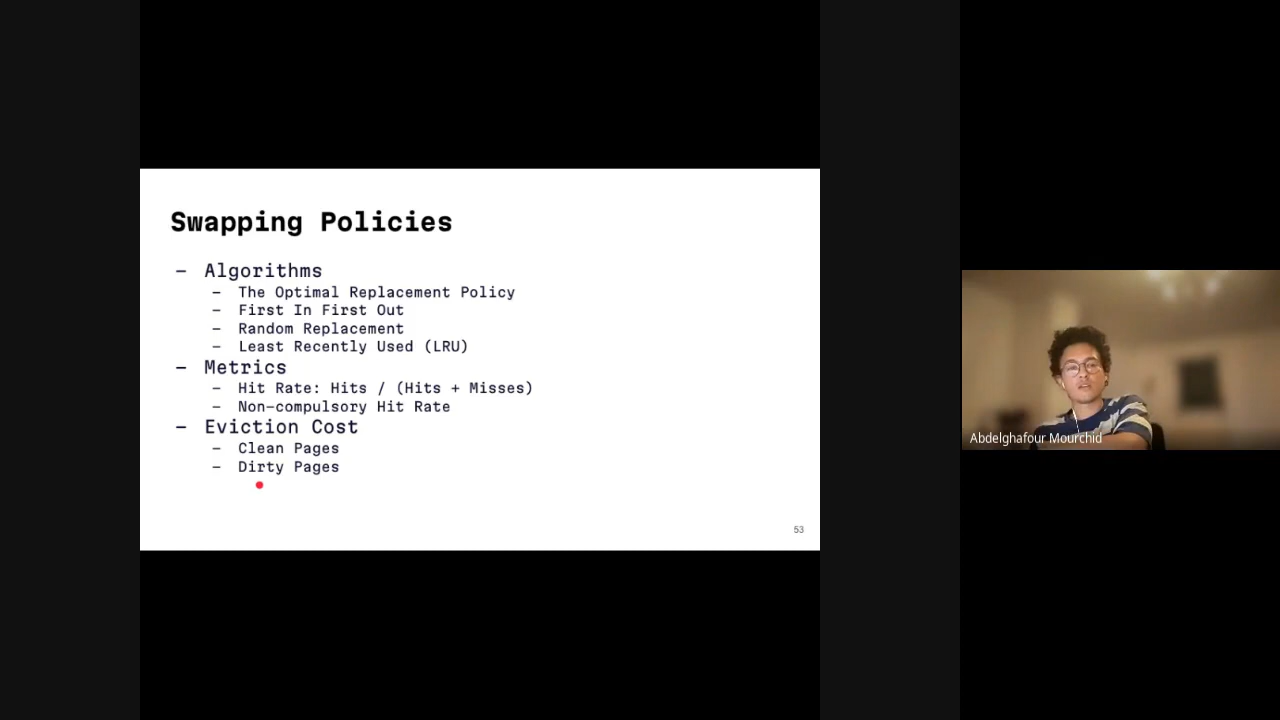 Swapping Policies
– Algorithms
– The Optimal Replacement Policy
– First In First Out
– Random Replacement
– Least Recently Used (LRU)
– Metrics
– Hit Rate: Hits / (Hits + Misses)
– Non-compulsory Hit Rate
– Eviction Cost
– Clean Pages
– Dirty Pages
53
Abdelghafour Mourchid